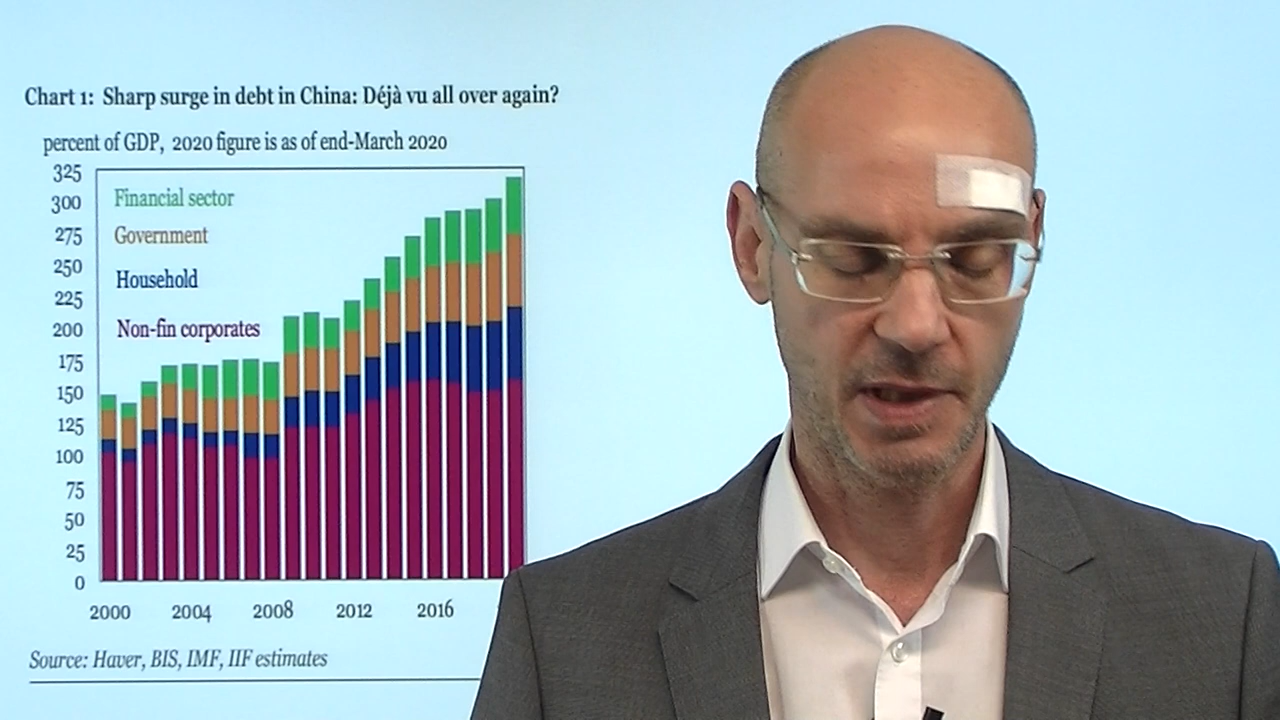 Chart 1: Sharp surge in debt in China: Déjà vu all over again?
percent of GDP, 2020 figure is as of end-March 2020
325
300
275
250
225
200
175
150
125
100
75
50
25
0
Financial sector
Government
Household
Non-fin corporates
2000 2004 2008 2012 2016
Source: Haver, BIS, IMF, IIF estimates